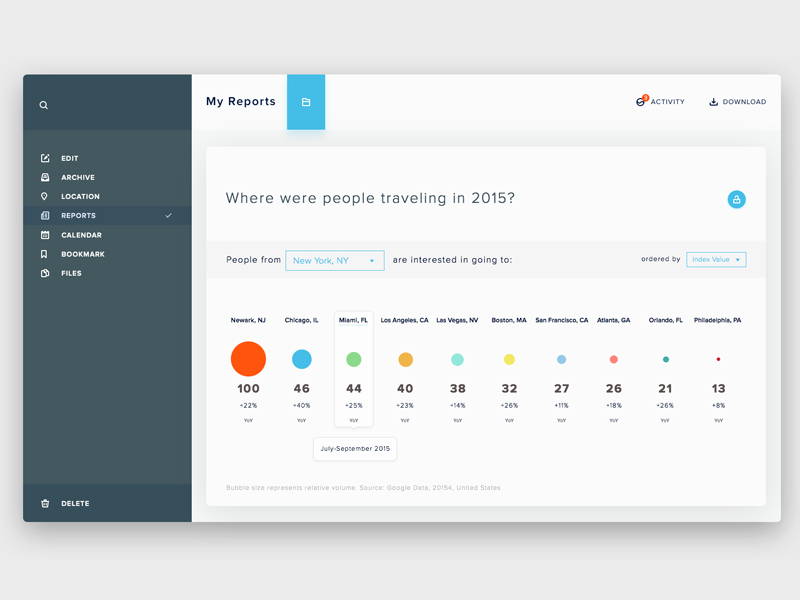 My Reports
3
ACTIVITY
DOWNLOAD
EDIT
ARCHIVE
LOCATION
REPORTS
CALENDAR
BOOKMARK
FILES
DELETE
Where were people traveling in 2015?
People from New York, NY are interested in going to:
ordered by Index Value
Newark, NJ Chicago, IL Miami, FL Los Angeles, CA Las Vegas, NV Boston, MA San Francisco, CA Atlanta, GA Orlando, FL Philadelphia, PA
100 46 44 40 38 32 27 26 21 13
+22% +40% +25% +23% +14% +26% +11% +18% +26% +8%
YoY YoY YoY YoY YoY YoY YoY YoY YoY YoY
July-September 2015
Bubble size represents relative volume. Source: Google Data, 20154, United States